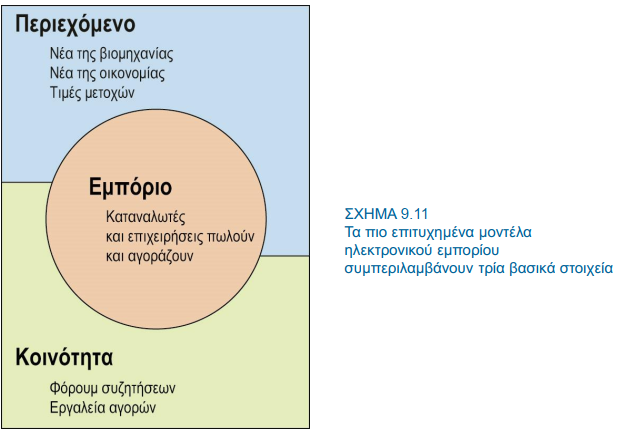 Περιεχόμενο
Νέα της βιομηχανίας
Νέα της οικονομίας
Τιμές μετοχών
Εμπόριο
Καταναλωτές
και επιχειρήσεις πωλούν
και αγοράζουν
Κοινότητα
Φόρουμ συζητήσεων
Εργαλεία αγορών
ΣΧΗΜΑ 9.11
Τα πιο επιτυχημένα μοντέλα
ηλεκτρονικού εμπορίου
συμπεριλαμβάνουν τρία βασικά στοιχεία